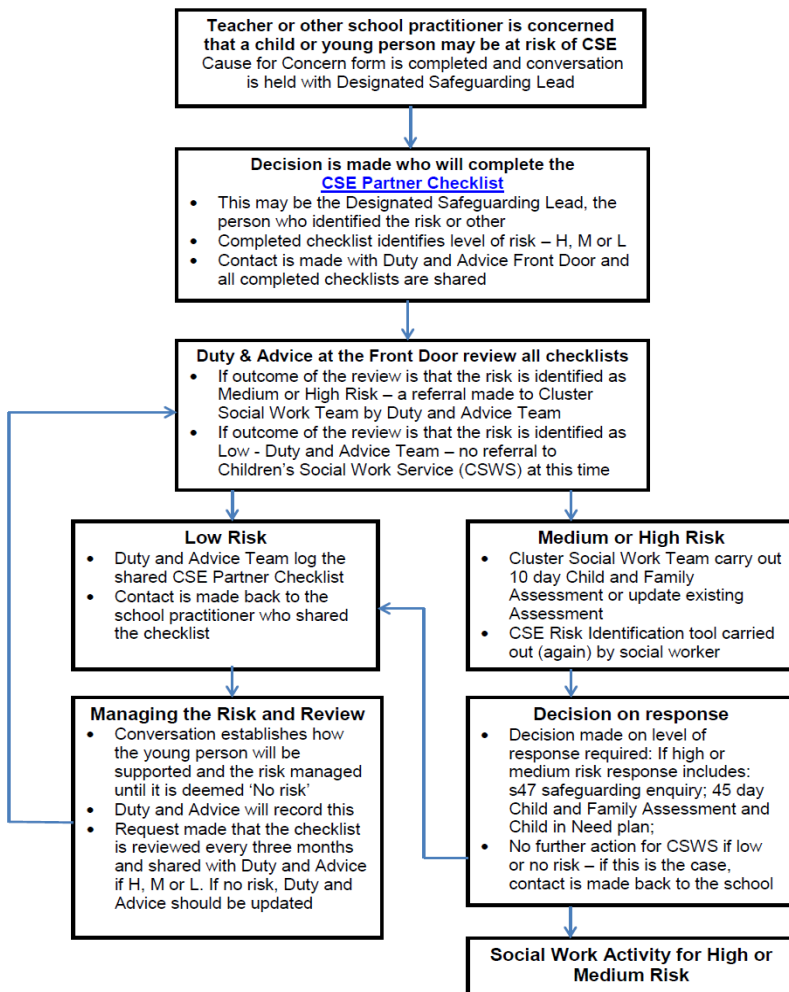 Teacher or other school practitioner is concerned
that a child or young person may be at risk of CSE
Cause for Concern form is completed and conversation
is held with Designated Safeguarding Lead
Decision is made who will complete the
CSE Partner Checklist
• This may be the Designated Safeguarding Lead, the
person who identified the risk or other
• Completed checklist identifies level of risk – H, M or L
• Contact is made with Duty and Advice Front Door and
all completed checklists are shared
Duty & Advice at the Front Door review all checklists
• If outcome of the review is that the risk is identified as
Medium or High Risk – a referral made to Cluster
Social Work Team by Duty and Advice Team
• If outcome of the review is that the risk is identified as
Low - Duty and Advice Team – no referral to
Children's Social Work Service (CSWS) at this time
Low Risk
• Duty and Advice Team log the
shared CSE Partner Checklist
• Contact is made back to the
school practitioner who shared
the checklist
Medium or High Risk
• Cluster Social Work Team carry out
10 day Child and Family
Assessment or update existing
Assessment
• CSE Risk Identification tool carried
out (again) by social worker
Managing the Risk and Review
• Conversation establishes how
the young person will be
supported and the risk managed
until it is deemed 'No risk'
• Duty and Advice will record this
• Request made that the checklist
is reviewed every three months
and shared with Duty and Advice
if H, M or L. If no risk, Duty and
Advice should be updated
Decision on response
• Decision made on level of
response required: If high or
medium risk response includes:
s47 safeguarding enquiry; 45 day
Child and Family Assessment and
Child in Need plan;
• No further action for CSWS if low
or no risk – if this is the case,
contact is made back to the school
Social Work Activity for High or
Medium Risk